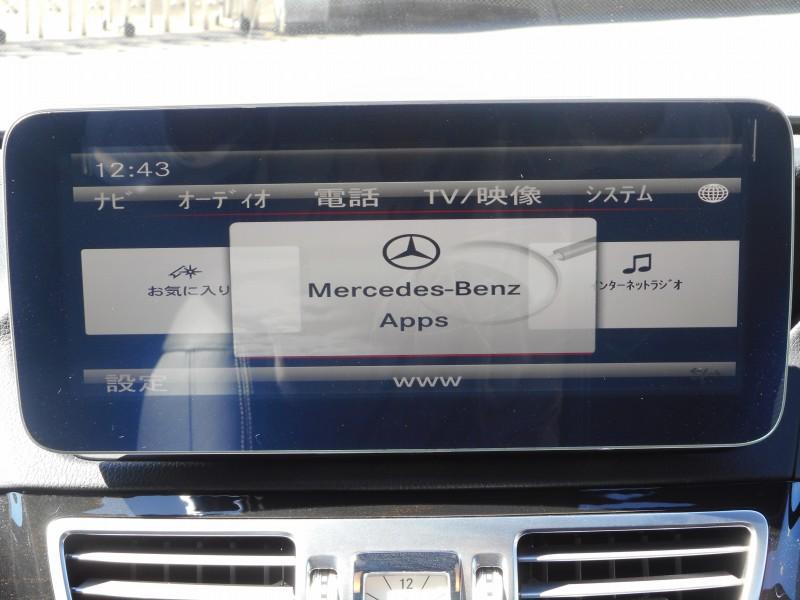 12:43
ナビ オーディオ 電話 TV/映像 システム
お気に入り
Mercedes-Benz
Apps
ンターネットラジオ
設定 www
12